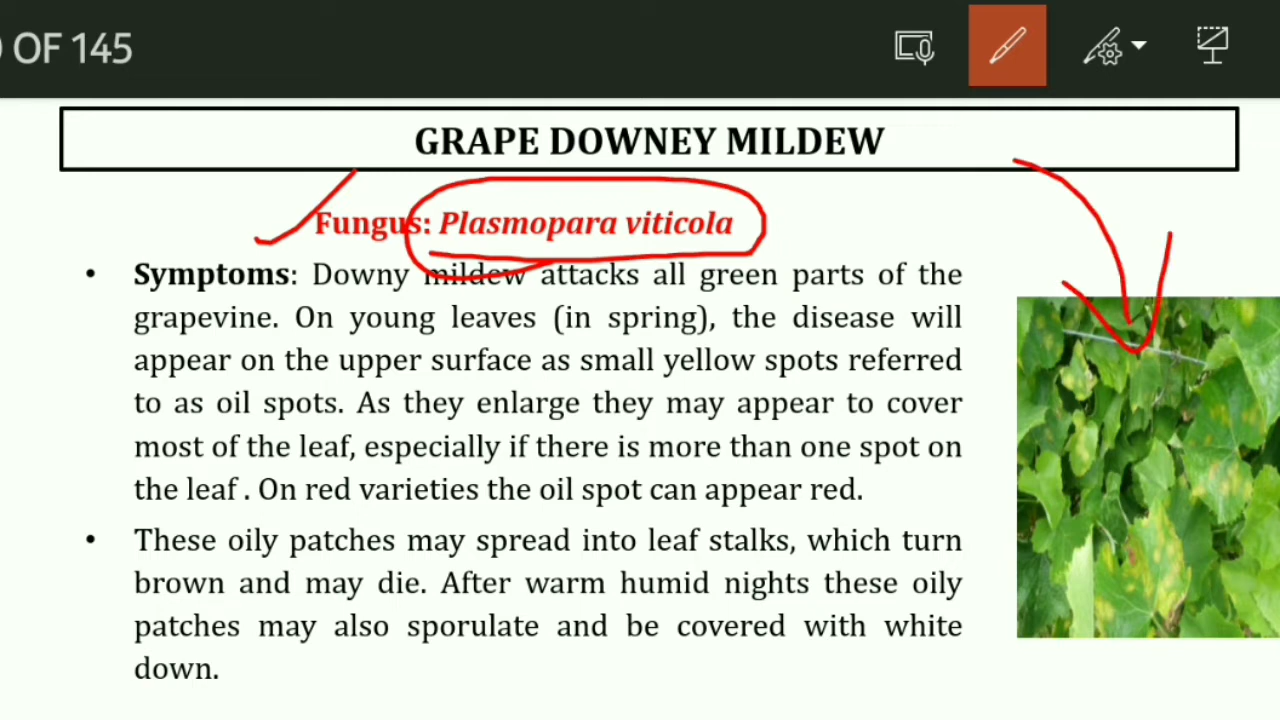 OF 145
GRAPE DOWNEY MILDEW
Fungus: Plasmopara viticola
• Symptoms: Downy mildew attacks all green parts of the
grapevine. On young leaves (in spring), the disease will
appear on the upper surface as small yellow spots referred
to as oil spots. As they enlarge they may appear to cover
most of the leaf, especially if there is more than one spot on
the leaf . On red varieties the oil spot can appear red.
• These oily patches may spread into leaf stalks, which turn
brown and may die. After warm humid nights these oily
patches may also sporulate and be covered with white
down.